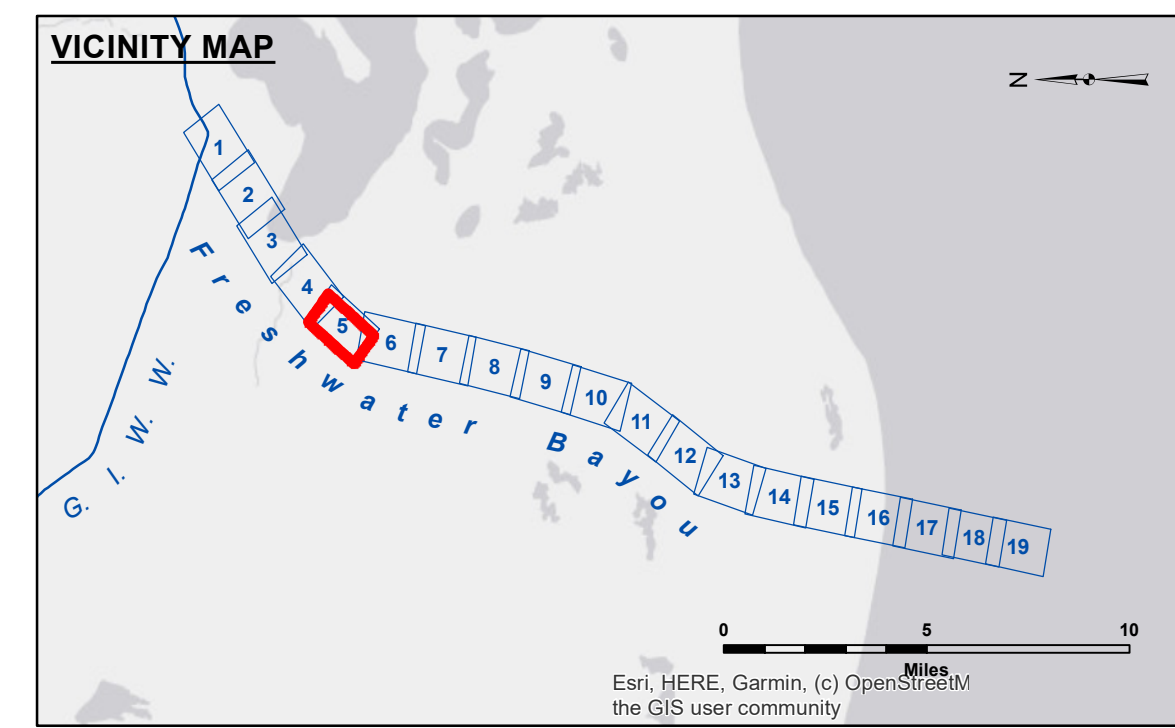 VICINITY MAP
N
1
2
3
4
5
6
7
8
9
10
11
12
13
14
15
16
17
18
19
Freshwater Bayou
G. I. W. W.
0 5 10
Miles
Esri, HERE, Garmin, (c) OpenStreetM
the GIS user community